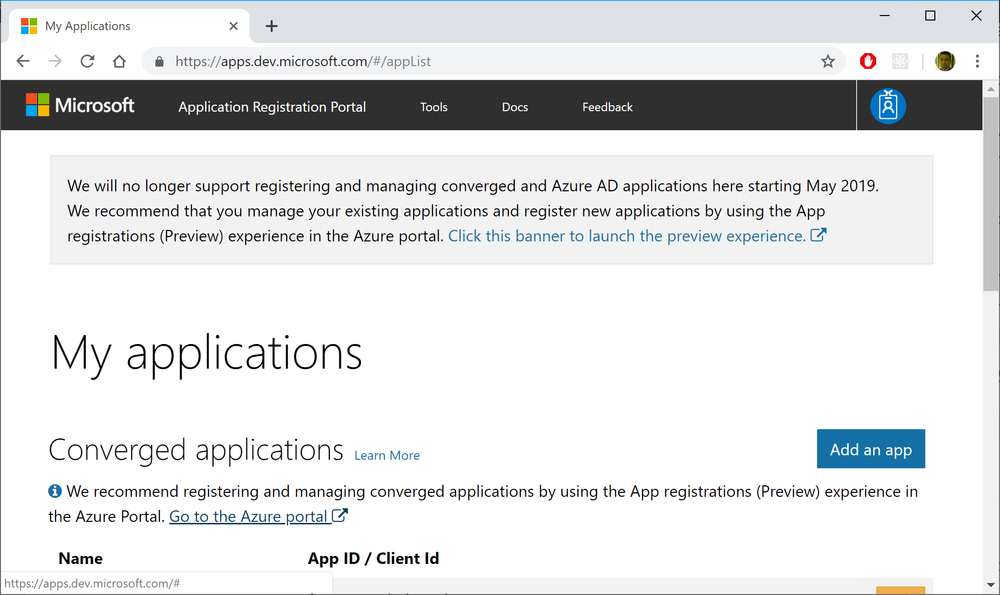 My Applications
https://apps.dev.microsoft.com/#/appList
Microsoft
Application Registration Portal
Tools
Docs
Feedback
We will no longer support registering and managing converged and Azure AD applications here starting May 2019.
We recommend that you manage your existing applications and register new applications by using the App
registrations (Preview) experience in the Azure portal. Click this banner to launch the preview experience.
My applications
Converged applications Learn More
Add an app
We recommend registering and managing converged applications by using the App registrations (Preview) experience in
the Azure Portal. Go to the Azure portal
Name App ID / Client Id
https://apps.dev.microsoft.com/#